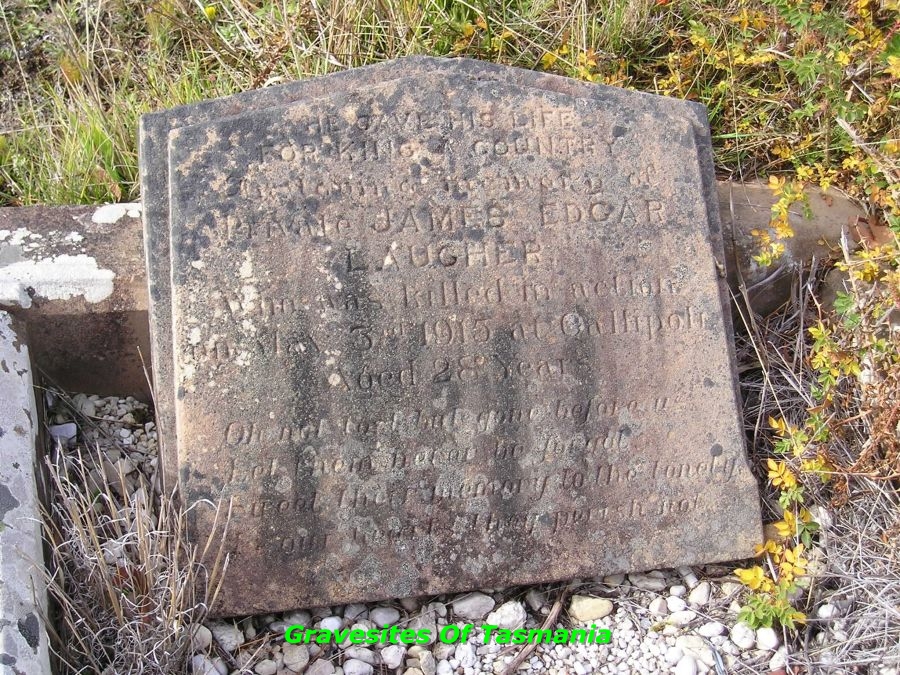 HE GAVE HIS LIFE
FOR KING & COUNTRY
In loving memory of
Private JAMES EDGAR
LAUGHER
Who was killed in action
on May 3rd 1915 at Gallipoli
Aged 28 Years
Oh not lost but gone before us
Let them never be forgot
Sweet their memory to the lonely
our hearts They perish not
Gravesites Of Tasmania